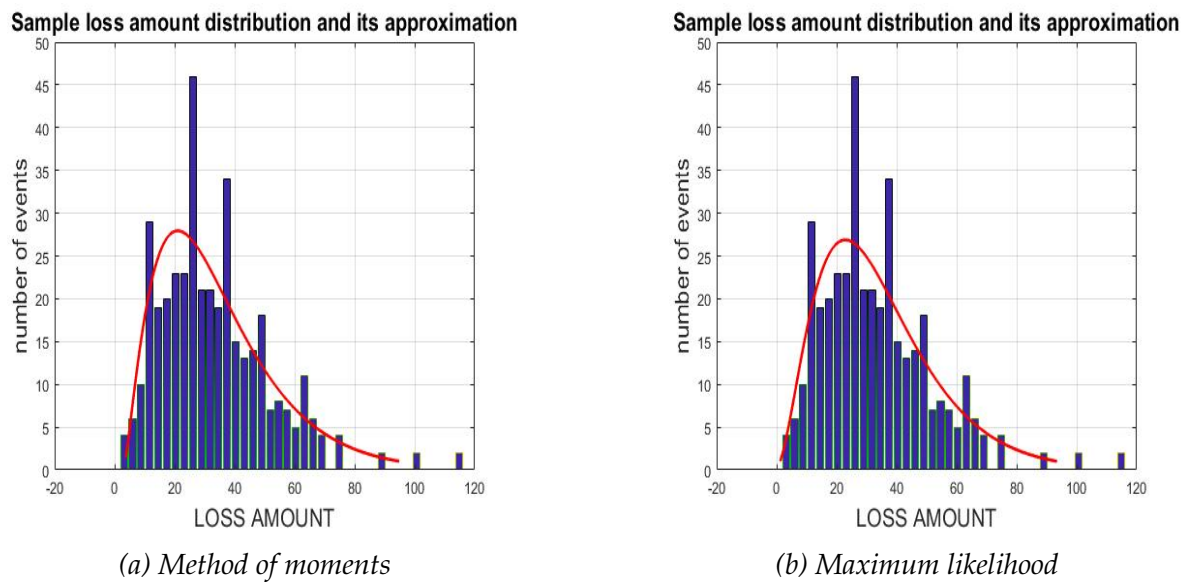 Sample loss amount distribution and its approximation
number of events
50
45
40
35
30
25
20
15
10
5
0
-20 0 20 40 60 80 100 120
LOSS AMOUNT
(a) Method of moments
Sample loss amount distribution and its approximation
number of events
50
45
40
35
30
25
20
15
10
5
0
-20 0 20 40 60 80 100 120
LOSS AMOUNT
(b) Maximum likelihood